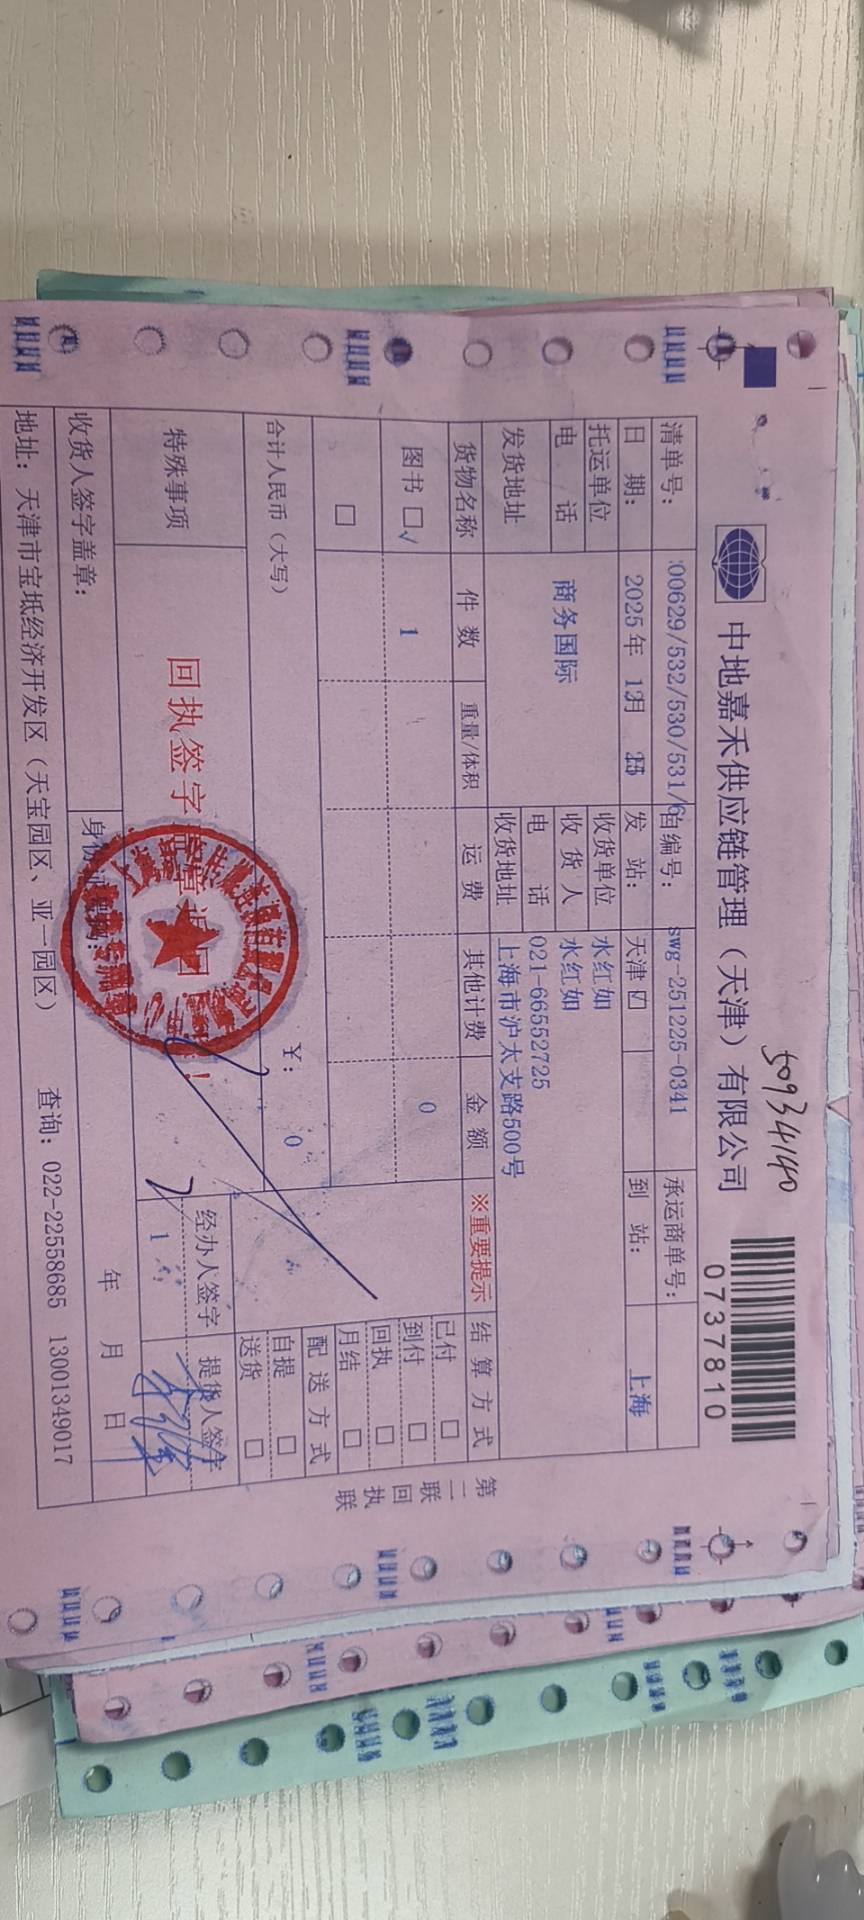 50934140
中地嘉禾供应链管理（天津）有限公司
0737810
清单号： :00629/532/530/531/6 自编号： swg-251225-0341 承运商单号：
日 期： 2025年 12月 25 发 站： 天津☑ 到 站： 上海
托运单位 商务国际 收货单位 水红如
收 货 人 水红如
电 话 电 话 021-66552725
发货地址 收货地址 上海市沪太支路500号
货物名称 件 数 重量/体积 运 费 其他计费 金 额 ※重要提示 结 算 方 式
图书 □√ 1 0 已付 □
到付 □
□ 回执 □
月结 □
合计人民币（大写） ￥： 0 配 送 方 式
自提 □
送货 □
特殊事项 回执签字 章 回 ！ 经办人签字 提货人签字
1
收货人签字盖章： 身份证 ： 年 月 日
地址：天津市宝坻经济开发区（天宝园区、亚一园区） 查询：022-22558685 13001349017
第二联 回执联